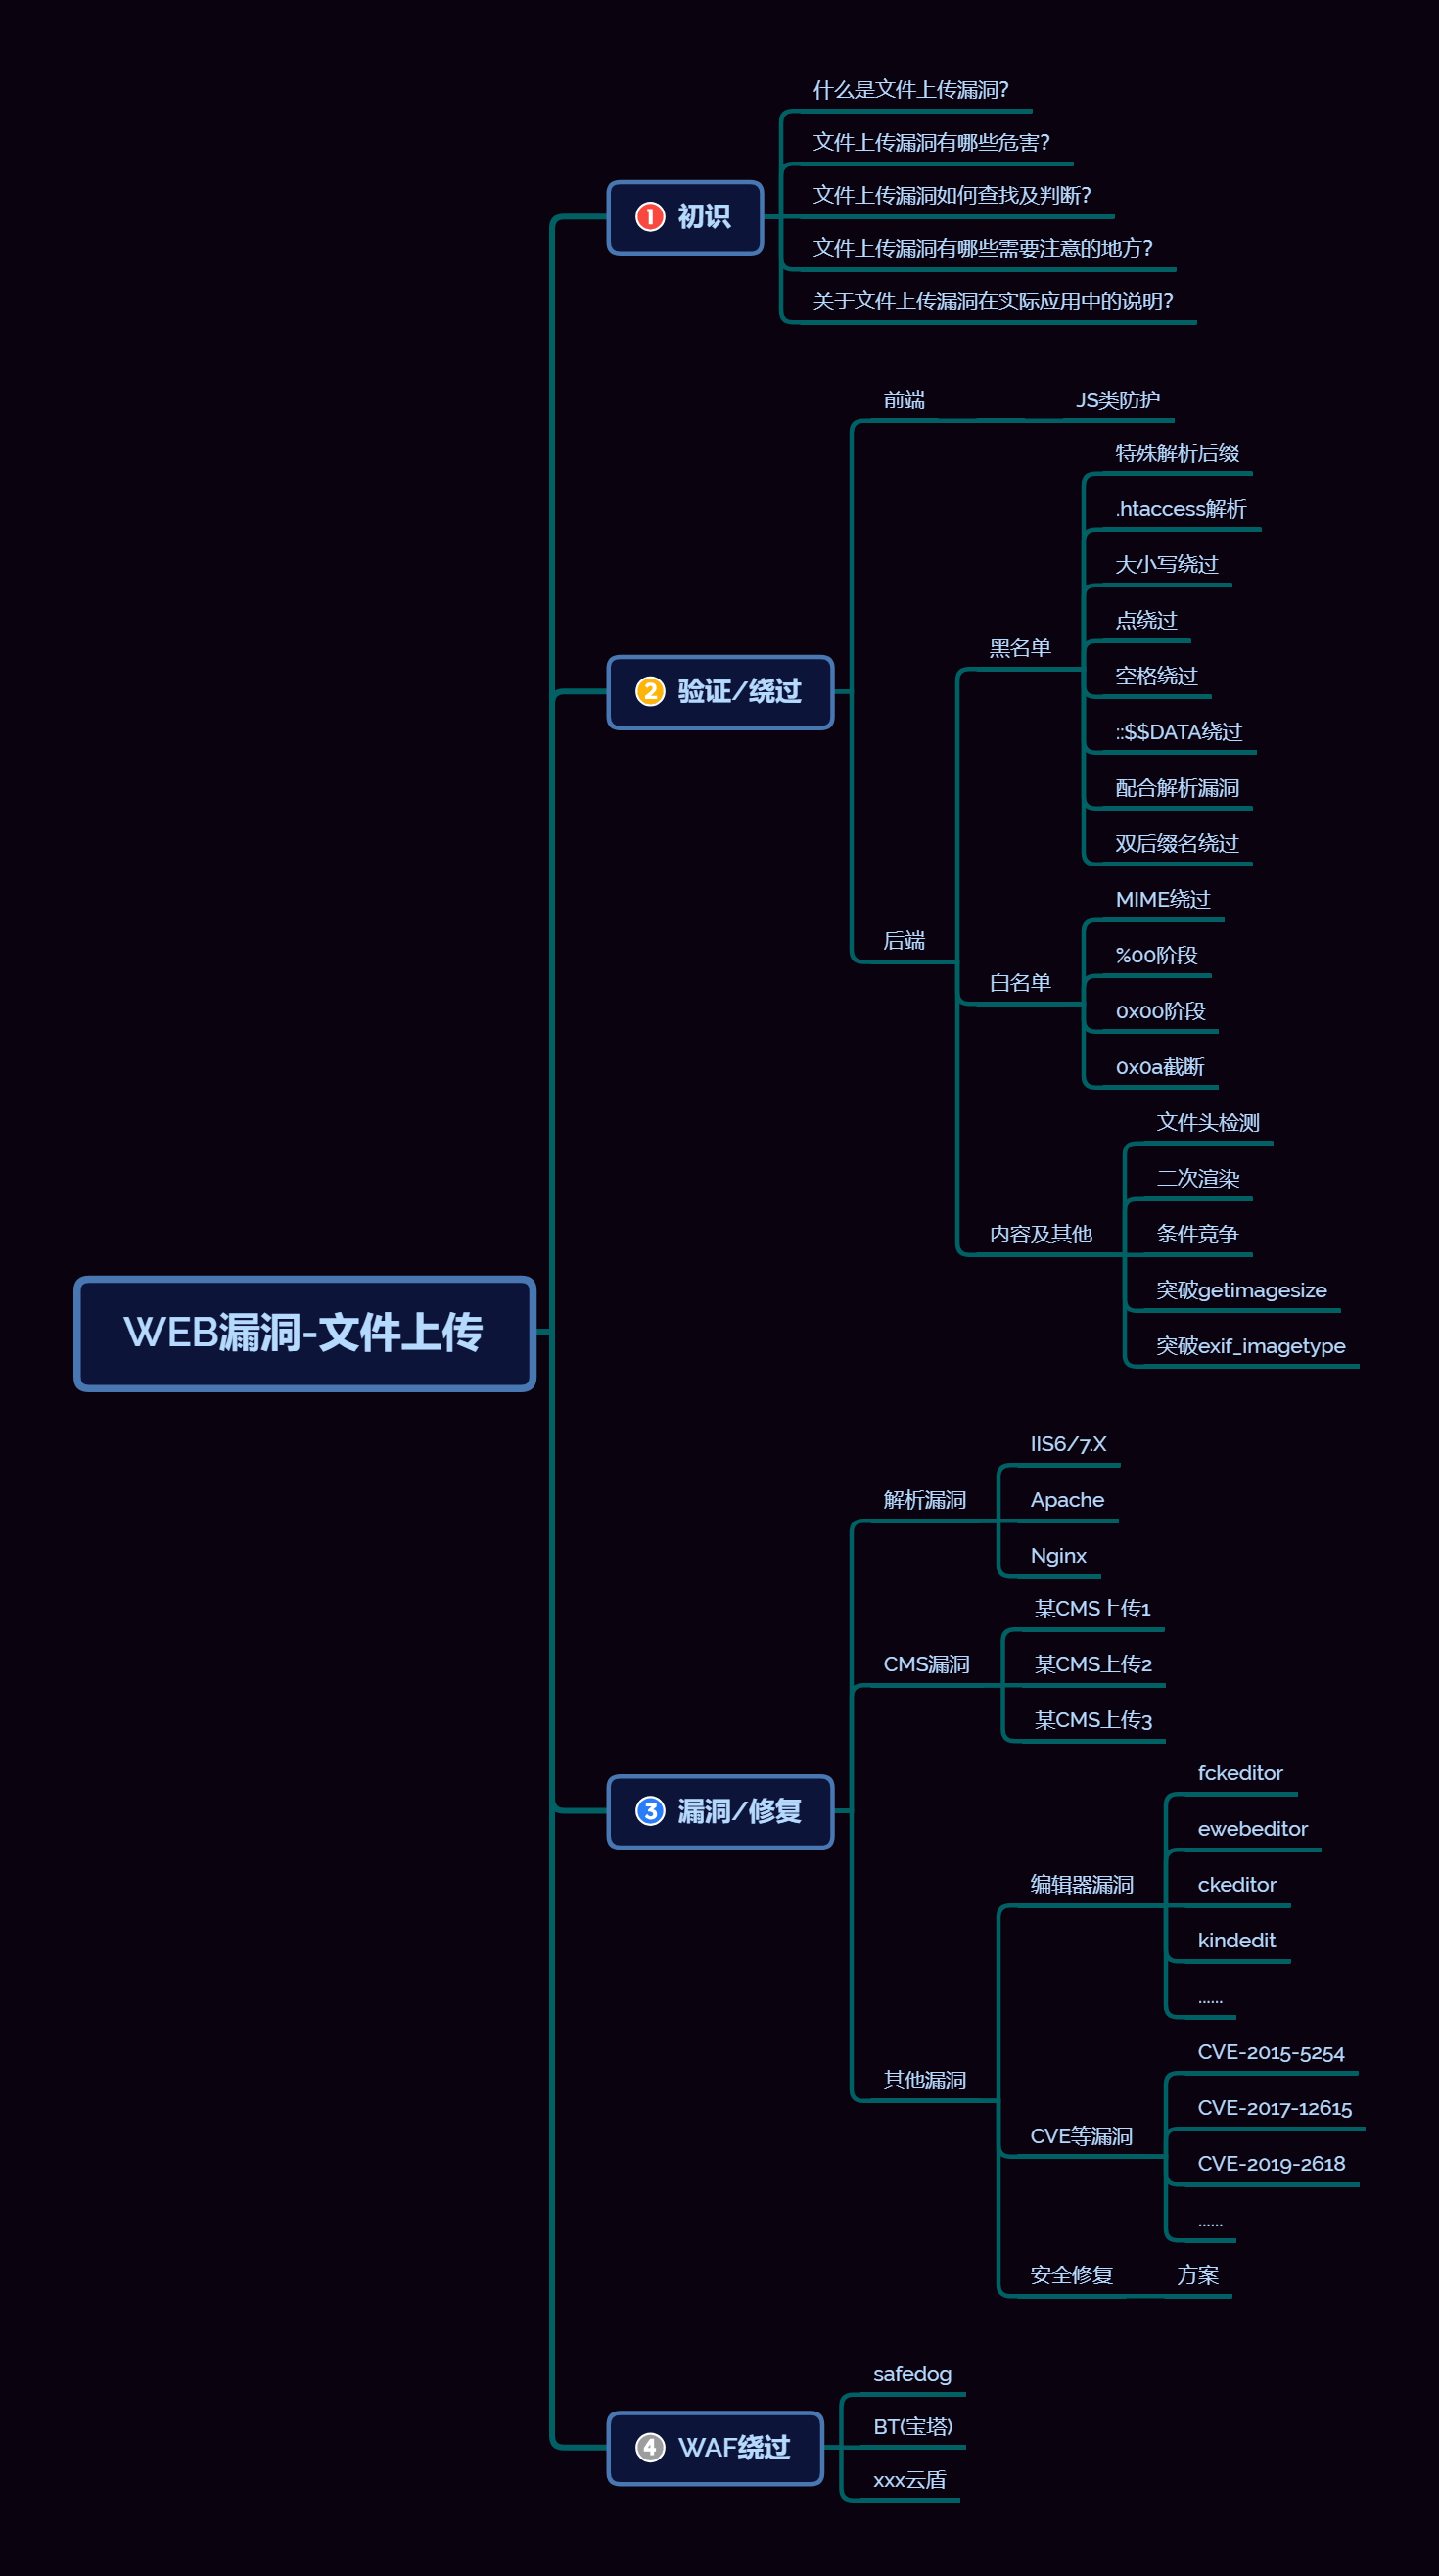 什么是文件上传漏洞？
文件上传漏洞有哪些危害？
1 初识
文件上传漏洞如何查找及判断？
文件上传漏洞有哪些需要注意的地方？
关于文件上传漏洞在实际应用中的说明？
前端
JS类防护
特殊解析后缀
.htaccess解析
大小写绕过
点绕过
黑名单
空格绕过
2 验证/绕过
::$$DATA绕过
配合解析漏洞
双后缀名绕过
MIME绕过
后端
%00阶段
白名单
0x00阶段
0x0a截断
文件头检测
二次渲染
内容及其他
条件竞争
突破getimagesize
WEB漏洞-文件上传
突破exif_imagetype
IIS6/7.X
解析漏洞
Apache
Nginx
某CMS上传1
CMS漏洞
某CMS上传2
某CMS上传3
fckeditor
3 漏洞/修复
ewebeditor
编辑器漏洞
ckeditor
kindedit
......
CVE-2015-5254
其他漏洞
CVE-2017-12615
CVE等漏洞
CVE-2019-2618
......
安全修复
方案
safedog
BT(宝塔)
4 WAF绕过
xxx云盾